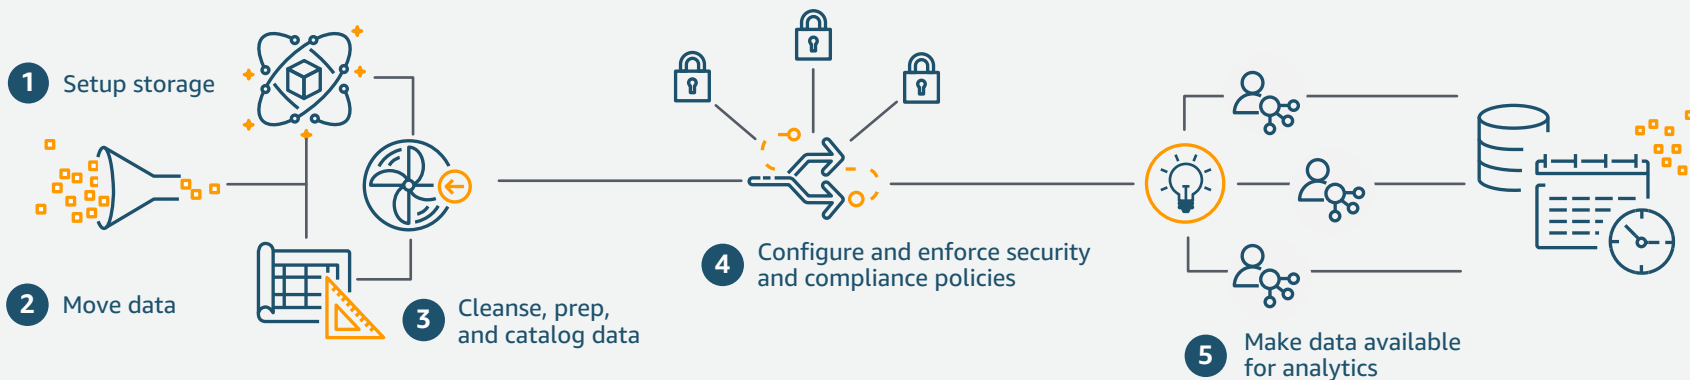 1 Setup storage
2 Move data
3 Cleanse, prep,
and catalog data
4 Configure and enforce security
and compliance policies
5 Make data available
for analytics